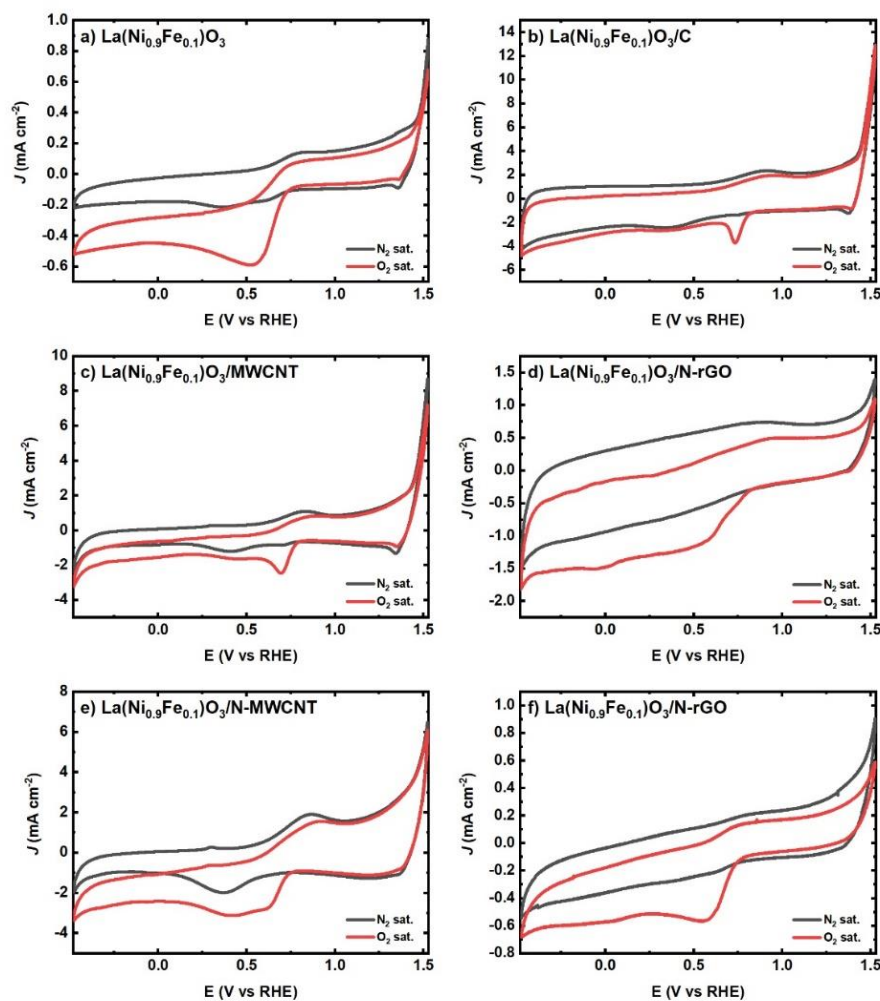 a) La(Ni0.9Fe0.1)O3
1.0
0.8
0.6
0.4
0.2
0.0
-0.2
-0.4
-0.6
J (mA cm-2)
N2 sat.
O2 sat.
0.0 0.5 1.0 1.5
E (V vs RHE)
b) La(Ni0.9Fe0.1)O3/C
14
12
10
8
6
4
2
0
-2
-4
-6
J (mA cm-2)
N2 sat.
O2 sat.
0.0 0.5 1.0 1.5
E (V vs RHE)
c) La(Ni0.9Fe0.1)O3/MWCNT
10
8
6
4
2
0
-2
-4
J (mA cm-2)
N2 sat.
O2 sat.
0.0 0.5 1.0 1.5
E (V vs RHE)
d) La(Ni0.9Fe0.1)O3/N-rGO
1.5
1.0
0.5
0.0
-0.5
-1.0
-1.5
-2.0
J (mA cm-2)
N2 sat.
O2 sat.
0.0 0.5 1.0 1.5
E (V vs RHE)
e) La(Ni0.9Fe0.1)O3/N-MWCNT
8
6
4
2
0
-2
-4
J (mA cm-2)
N2 sat.
O2 sat.
0.0 0.5 1.0 1.5
E (V vs RHE)
f) La(Ni0.9Fe0.1)O3/N-rGO
1.0
0.8
0.6
0.4
0.2
0.0
-0.2
-0.4
-0.6
-0.8
J (mA cm-2)
N2 sat.
O2 sat.
0.0 0.5 1.0 1.5
E (V vs RHE)